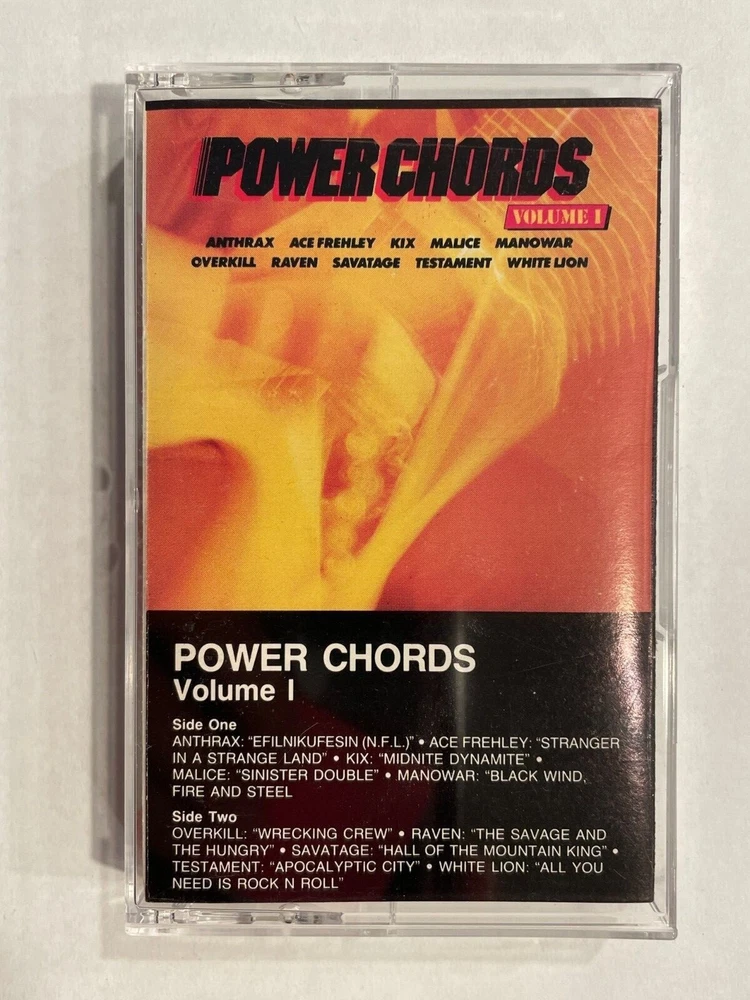 POWER CHORDS
VOLUME I
ANTHRAX ACE FREHLEY KIX MALICE MANOWAR
OVERKILL RAVEN SAVATAGE TESTAMENT WHITE LION
POWER CHORDS
Volume I
Side One
ANTHRAX: “EFILNIKUFESIN (N.F.L.)” • ACE FREHLEY: “STRANGER
IN A STRANGE LAND” • KIX: “MIDNITE DYNAMITE” •
MALICE: “SINISTER DOUBLE” • MANOWAR: “BLACK WIND,
FIRE AND STEEL
Side Two
OVERKILL: “WRECKING CREW” • RAVEN: “THE SAVAGE AND
THE HUNGRY” • SAVATAGE: “HALL OF THE MOUNTAIN KING” •
TESTAMENT: “APOCALYPTIC CITY” • WHITE LION: “ALL YOU
NEED IS ROCK N ROLL”